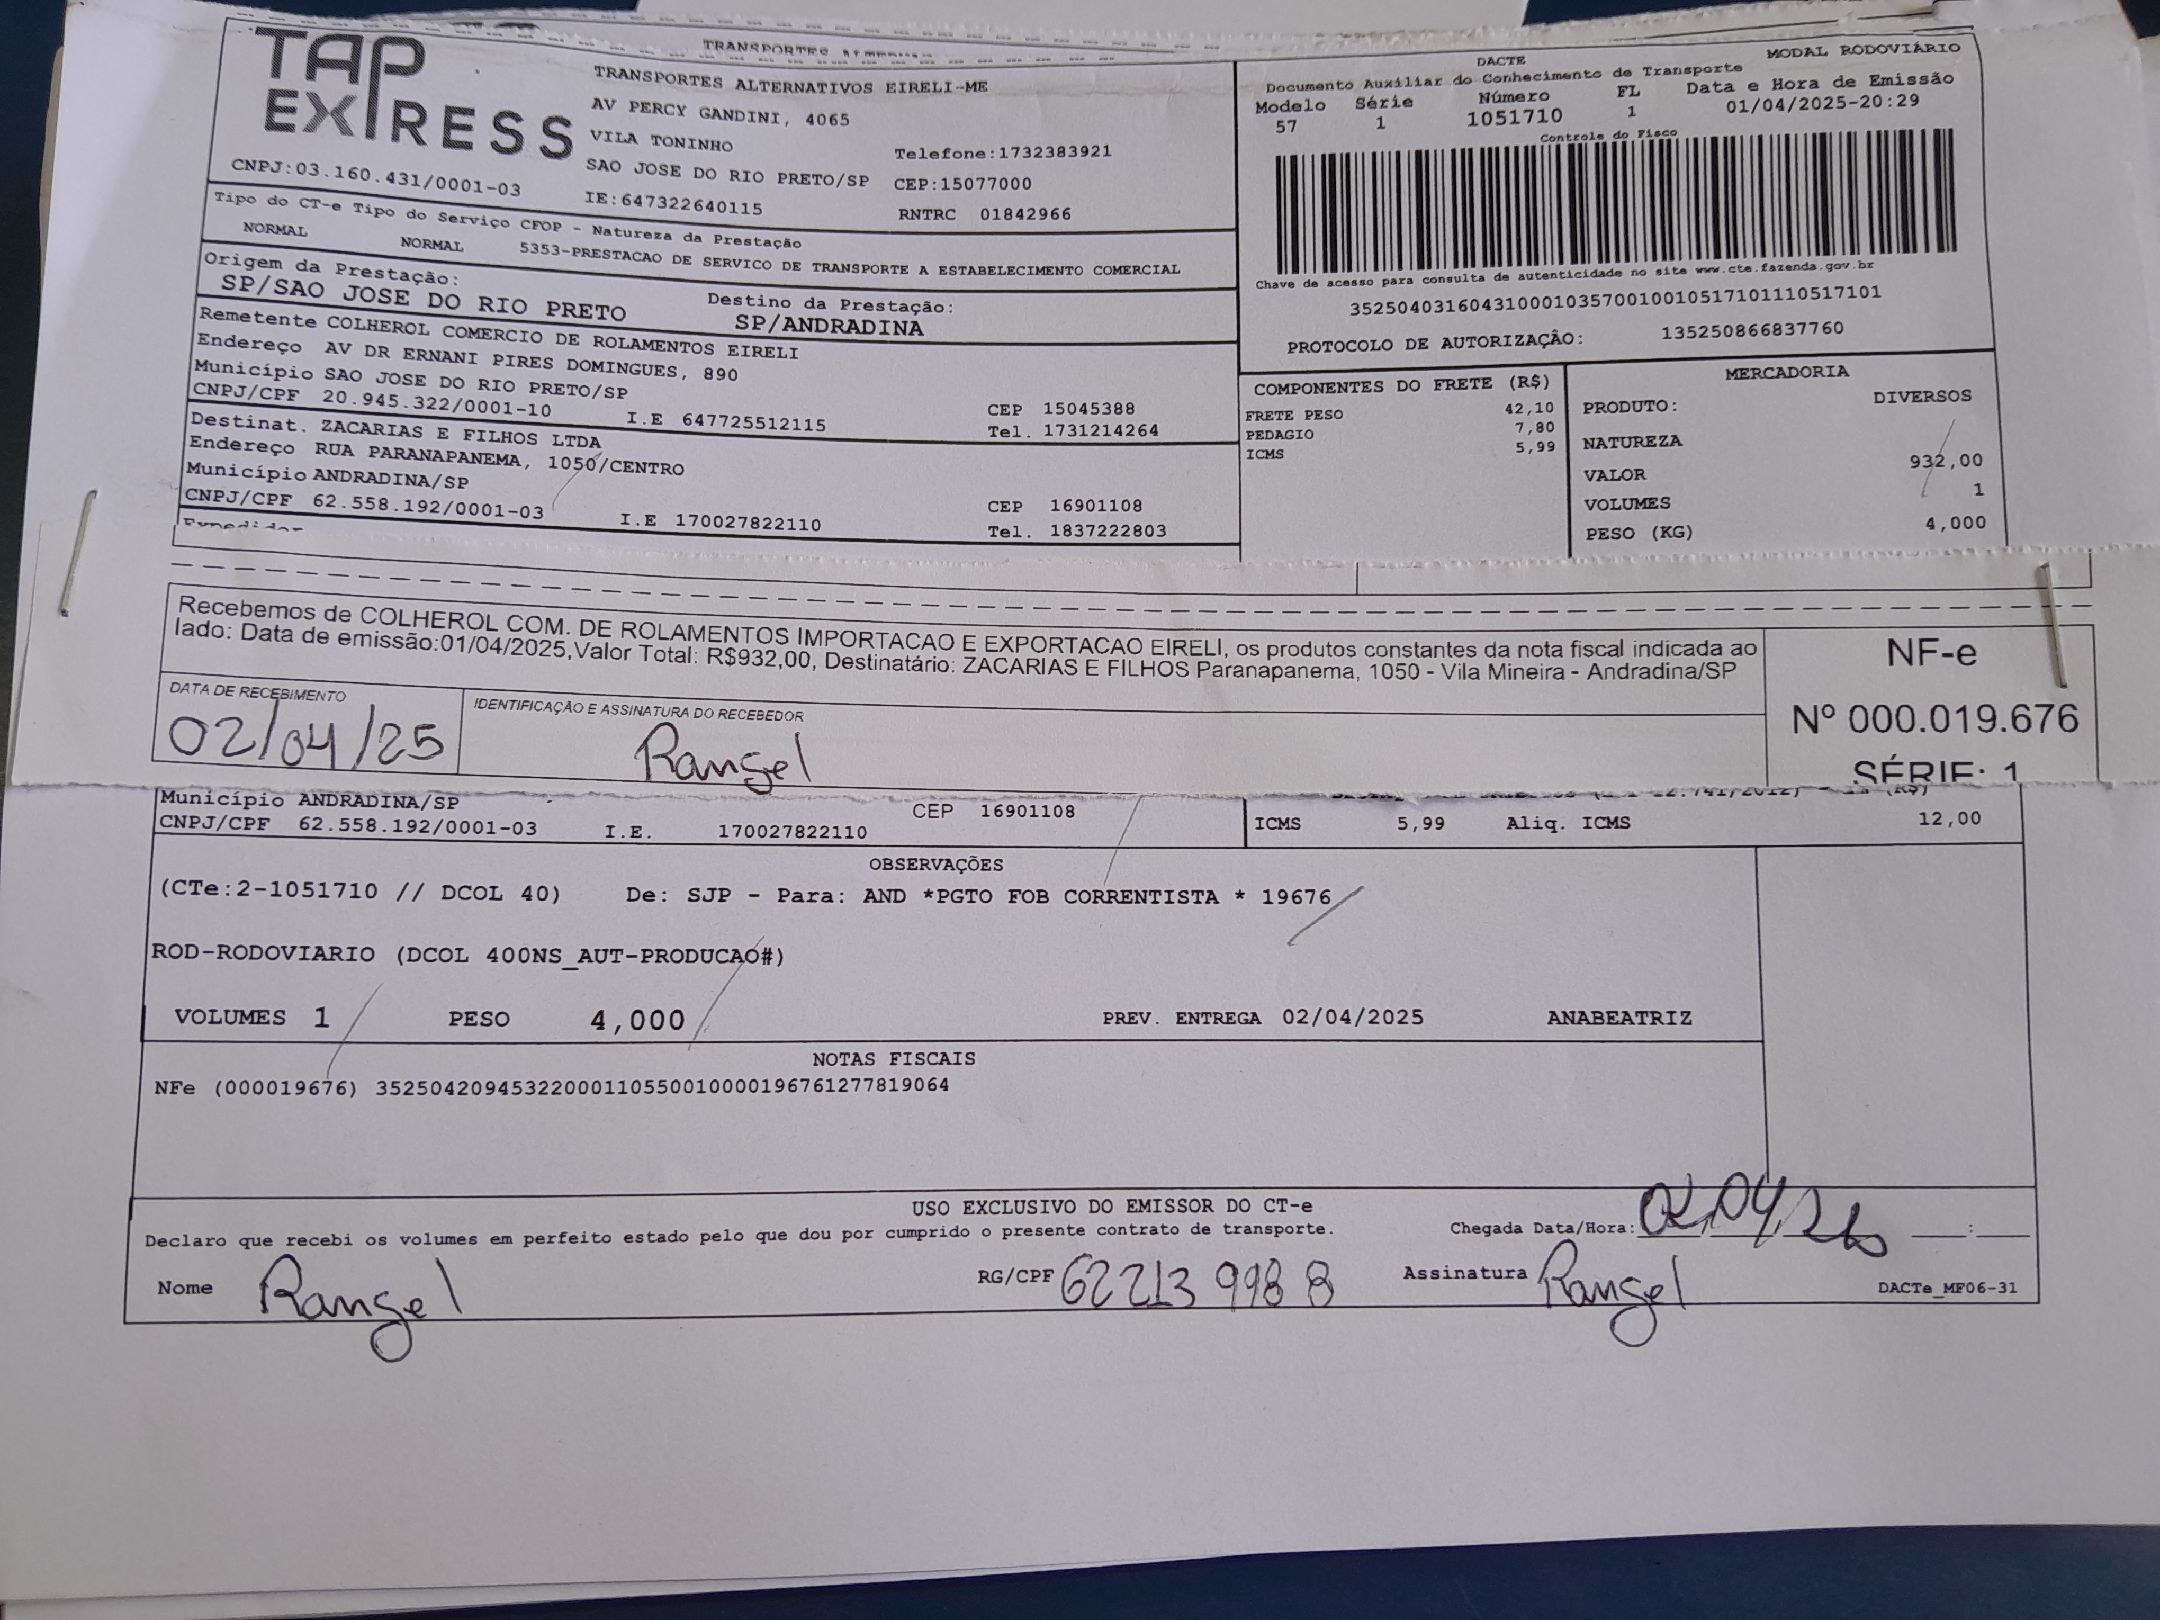 TAP
EXPRESS
TRANSPORTES ALTERNATIVOS EIRELI-ME
AV PERCY GANDINI, 4065
VILA TONINHO
SAO JOSE DO RIO PRETO/SP
IE:647322640115
Telefone:1732383921
CEP:15077000
RNTRC 01842966
CNPJ:03.160.431/0001-03
DACTE MODAL RODOVIÁRIO
Documento Auxiliar do Conhecimento de Transporte
Modelo Série Número FL Data e Hora de Emissão
57 1 1051710 1 01/04/2025-20:29
Controle do Fisco
Chave de acesso para consulta de autenticidade no site www.cte.fazenda.gov.br
35250403160431000103570010010517101110517101
PROTOCOLO DE AUTORIZAÇÃO: 135250866837760
Tipo do CT-e Tipo do Serviço CFOP - Natureza da Prestação
NORMAL NORMAL 5353-PRESTACAO DE SERVICO DE TRANSPORTE A ESTABELECIMENTO COMERCIAL
Origem da Prestação: Destino da Prestação:
SP/SAO JOSE DO RIO PRETO SP/ANDRADINA
Remetente COLHEROL COMERCIO DE ROLAMENTOS EIRELI
Endereço AV DR ERNANI PIRES DOMINGUES, 890
Município SAO JOSE DO RIO PRETO/SP CEP 15045388
CNPJ/CPF 20.945.322/0001-10 I.E 647725512115 Tel. 1731214264
Destinat. ZACARIAS E FILHOS LTDA
Endereço RUA PARANAPANEMA, 1050/CENTRO
Município ANDRADINA/SP CEP 16901108
CNPJ/CPF 62.558.192/0001-03 I.E 170027822110 Tel. 1837222803
COMPONENTES DO FRETE (R$)
FRETE PESO 42,10
PEDAGIO 7,80
ICMS 5,99
MERCADORIA
PRODUTO: DIVERSOS
NATUREZA
VALOR 932,00
VOLUMES 1
PESO (KG) 4,000
Recebemos de COLHEROL COM. DE ROLAMENTOS IMPORTACAO E EXPORTACAO EIRELI, os produtos constantes da nota fiscal indicada ao
lado: Data de emissão:01/04/2025,Valor Total: R$932,00, Destinatário: ZACARIAS E FILHOS Paranapanema, 1050 - Vila Mineira - Andradina/SP
DATA DE RECEBIMENTO IDENTIFICAÇÃO E ASSINATURA DO RECEBEDOR
02/04/25 Rangel
NF-e
Nº 000.019.676
SÉRIE: 1
Município ANDRADINA/SP CEP 16901108
CNPJ/CPF 62.558.192/0001-03 I.E. 170027822110
ICMS 5,99 Aliq. ICMS 12,00
OBSERVAÇÕES
(CTe:2-1051710 // DCOL 40) De: SJP - Para: AND *PGTO FOB CORRENTISTA * 19676
ROD-RODOVIARIO (DCOL 400NS_AUT-PRODUCAO#)
VOLUMES 1 PESO 4,000 PREV. ENTREGA 02/04/2025 ANABEATRIZ
NOTAS FISCAIS
NFe (000019676) 35250420945322000110550010000196761277819064
USO EXCLUSIVO DO EMISSOR DO CT-e
Declaro que recebi os volumes em perfeito estado pelo que dou por cumprido o presente contrato de transporte. Chegada Data/Hora: 02/04/
Nome Rangel RG/CPF 62213 998 8 Assinatura Rangel DACTe_MF06-31